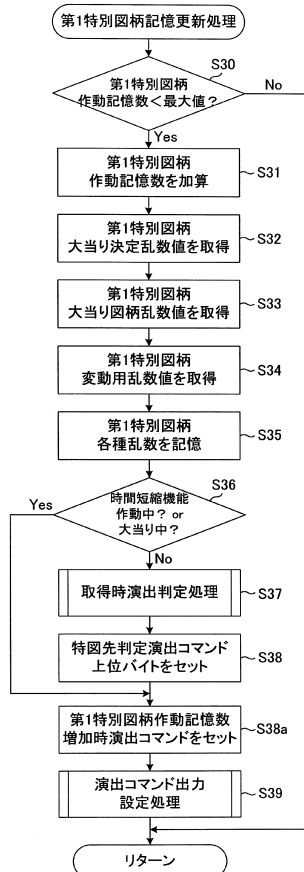 第1特別図柄記憶更新処理
S30
第1特別図柄
作動記憶数<最大値?
No
Yes
第1特別図柄
作動記憶数を加算
S31
第1特別図柄
大当り決定乱数値を取得
S32
第1特別図柄
大当り図柄乱数値を取得
S33
第1特別図柄
変動用乱数値を取得
S34
第1特別図柄
各種乱数を記憶
S35
S36
時間短縮機能
作動中? or
大当り中?
Yes
No
取得時演出判定処理
S37
特図先判定演出コマンド
上位バイトをセット
S38
第1特別図柄作動記憶数
増加時演出コマンドをセット
S38a
演出コマンド出力
設定処理
S39
リターン